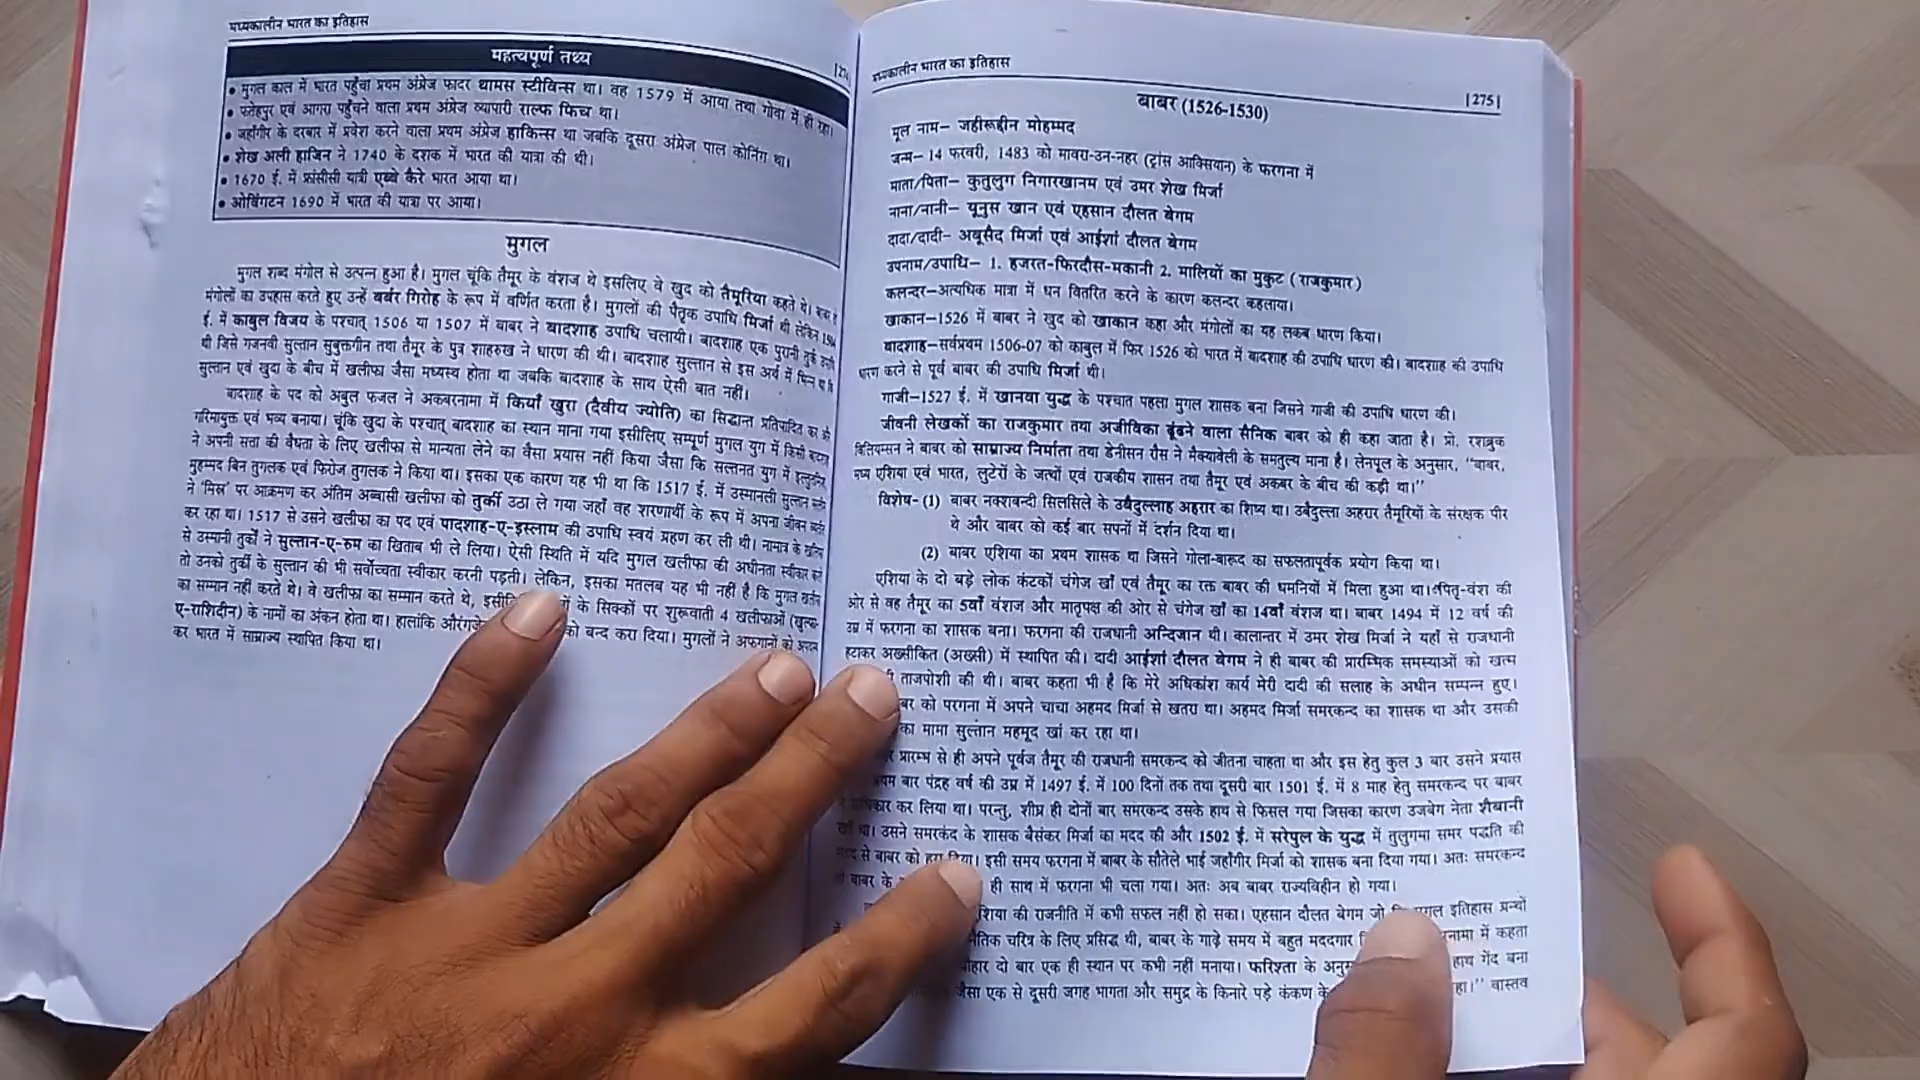 मध्यकालीन भारत का इतिहास
महत्वपूर्ण तथ्य
• मुगल काल में भारत पहुँचा प्रथम अंग्रेज फादर थामस स्टीविन्स था। वह 1579 में आया तथा गोवा में ही रहा।
• फतेहपुर एवं आगरा पहुँचने वाला प्रथम अंग्रेज व्यापारी राल्फ फिच था।
• जहाँगीर के दरबार में प्रवेश करने वाला प्रथम अंग्रेज हाकिन्स था जबकि दूसरा अंग्रेज पाल कोनिंग था।
• शेख अली हाजिन ने 1740 के दशक में भारत की यात्रा की थी।
• 1670 ई. में फ्रांसीसी यात्री एब्बे कैरे भारत आया था।
• ओविंगटन 1690 में भारत की यात्रा पर आया।
मुगल
मुगल शब्द मंगोल से उत्पन्न हुआ है। मुगल चूंकि तैमूर के वंशज थे इसलिए वे खुद को तैमूरिया कहते थे।
मंगोलों का उपहास करते हुए उन्हें बर्बर गिरोह के रूप में वर्णित करता है। मुगलों की पैतृक उपाधि मिर्जा थी लेकिन
ई. में काबुल विजय के पश्चात् 1506 या 1507 में बाबर ने बादशाह उपाधि चलायी। बादशाह एक पुरानी तुर्क
थी जिसे गजनवी सुल्तान सुबुक्तगीन तथा तैमूर के पुत्र शाहरुख ने धारण की थी। बादशाह सुल्तान से इस अर्थ में भिन्न था कि
सुल्तान एवं खुदा के बीच में खलीफा जैसा मध्यस्थ होता था जबकि बादशाह के साथ ऐसी बात नहीं।
बादशाह के पद को अबुल फजल ने अकबरनामा में कियाँ खुरा (दैवीय ज्योति) का सिद्धान्त प्रतिपादित कर और
गरिमायुक्त एवं भव्य बनाया। चूंकि खुदा के पश्चात् बादशाह का स्थान माना गया इसीलिए सम्पूर्ण मुगल युग में किसी
ने अपनी सत्ता की वैधता के लिए खलीफा से मान्यता लेने का वैसा प्रयास नहीं किया जैसा कि सल्तनत युग में
मुहम्मद बिन तुगलक एवं फिरोज तुगलक ने किया था। इसका एक कारण यह भी था कि 1517 ई. में उस्मानली सुल्तान
ने 'मिस्र' पर आक्रमण कर अंतिम अब्बासी खलीफा को तुर्की उठा ले गया जहाँ वह शरणार्थी के रूप में अपना जीवन व्यतीत
कर रहा था। 1517 से उसने खलीफा का पद एवं पादशाह-ए-इस्लाम की उपाधि स्वयं ग्रहण कर ली थी।
से उस्मानी तुर्कों ने सुल्तान-ए-रुम का खिताब भी ले लिया। ऐसी स्थिति में यदि मुगल खलीफा की अधीनता स्वीकार
तो उनको तुर्की के सुल्तान की भी सर्वोच्चता स्वीकार करनी पड़ती। लेकिन, इसका मतलब यह भी नहीं है कि मुगल
का सम्मान नहीं करते थे। वे खलीफा का सम्मान करते थे, के सिक्कों पर शुरूवाती 4 खलीफाओं
ए-राशिदीन) के नामों का अंकन होता था। हालांकि को बन्द करा दिया। मुगलों ने अफगानों को
कर भारत में साम्राज्य स्थापित किया था।
मध्यकालीन भारत का इतिहास |275|
बाबर (1526-1530)
मूल नाम– जहीरूद्दीन मोहम्मद
जन्म– 14 फरवरी, 1483 को मावरा-उन-नहर (ट्रांस आक्सियान) के फरगना में
माता/पिता– कुतुलुग निगारखानम एवं उमर शेख मिर्जा
नाना/नानी– यूनुस खान एवं एहसान दौलत बेगम
दादा/दादी– अबूसैद मिर्जा एवं आईशां दौलत बेगम
उपनाम/उपाधि– 1. हजरत-फिरदौस-मकानी 2. मालियों का मुकुट (राजकुमार)
कलन्दर–अत्यधिक मात्रा में धन वितरित करने के कारण कलन्दर कहलाया।
खाकान–1526 में बाबर ने खुद को खाकान कहा और मंगोलों का यह लकब धारण किया।
बादशाह–सर्वप्रथम 1506-07 को काबुल में फिर 1526 को भारत में बादशाह की उपाधि धारण की। बादशाह की उपाधि
धारण करने से पूर्व बाबर की उपाधि मिर्जा थी।
गाजी–1527 ई. में खानवा युद्ध के पश्चात पहला मुगल शासक बना जिसने गाजी की उपाधि धारण की।
जीवनी लेखकों का राजकुमार तथा अजीविका ढूंढने वाला सैनिक बाबर को ही कहा जाता है। प्रो. रशब्रुक
विलियम्सन ने बाबर को साम्राज्य निर्माता तथा डेनीसन रौस ने मैक्यावेली के समतुल्य माना है। लेनपूल के अनुसार, "बाबर,
मध्य एशिया एवं भारत, लुटेरों के जत्थों एवं राजकीय शासन तथा तैमूर एवं अकबर के बीच की कड़ी था।"
विशेष- (1) बाबर नक्शबन्दी सिलसिले के उबैदुल्लाह अहरार का शिष्य था। उबैदुल्ला अहरार तैमूरियों के संरक्षक पीर
थे और बाबर को कई बार सपनों में दर्शन दिया था।
(2) बाबर एशिया का प्रथम शासक था जिसने गोला-बारूद का सफलतापूर्वक प्रयोग किया था।
एशिया के दो बड़े लोक कंटकों चंगेज खाँ एवं तैमूर का रक्त बाबर की धमनियों में मिला हुआ था। पितृ-वंश की
ओर से वह तैमूर का 5वाँ वंशज और मातृपक्ष की ओर से चंगेज खाँ का 14वाँ वंशज था। बाबर 1494 में 12 वर्ष की
उम्र में फरगना का शासक बना। फरगना की राजधानी अन्दिजान थी। कालान्तर में उमर शेख मिर्जा ने यहाँ से राजधानी
हटाकर अख्सीकित (अख्सी) में स्थापित की। दादी आईशां दौलत बेगम ने ही बाबर की प्रारम्भिक समस्याओं को खत्म
ताजपोशी की थी। बाबर कहता भी है कि मेरे अधिकांश कार्य मेरी दादी की सलाह के अधीन सम्पन्न हुए।
को परगना में अपने चाचा अहमद मिर्जा से खतरा था। अहमद मिर्जा समरकन्द का शासक था और उसकी
का मामा सुल्तान महमूद खां कर रहा था।
प्रारम्भ से ही अपने पूर्वज तैमूर की राजधानी समरकन्द को जीतना चाहता था और इस हेतु कुल 3 बार उसने प्रयास
बार पंद्रह वर्ष की उम्र में 1497 ई. में 100 दिनों तक तथा दूसरी बार 1501 ई. में 8 माह हेतु समरकन्द पर बाबर
कर लिया था। परन्तु, शीघ्र ही दोनों बार समरकन्द उसके हाथ से फिसल गया जिसका कारण उजबेग नेता शैबानी
था। उसने समरकंद के शासक बैसंकर मिर्जा का मदद की और 1502 ई. में सरेपुल के युद्ध में तुलुगमा समर पद्धति की
से बाबर को हरा दिया। इसी समय फरगना में बाबर के सौतेले भाई जहाँगीर मिर्जा को शासक बना दिया गया। अतः समरकन्द
बाबर के ही साथ में फरगना भी चला गया। अतः अब बाबर राज्यविहीन हो गया।
की राजनीति में कभी सफल नहीं हो सका। एहसान दौलत बेगम जो इतिहास ग्रन्थों
चरित्र के लिए प्रसिद्ध थी, बाबर के गाढ़े समय में बहुत मददगार में कहता
दो बार एक ही स्थान पर कभी नहीं मनाया। फरिश्ता के हाथ गेंद बना
जैसा एक से दूसरी जगह भागता और समुद्र के किनारे पड़े कंकण के वास्तव